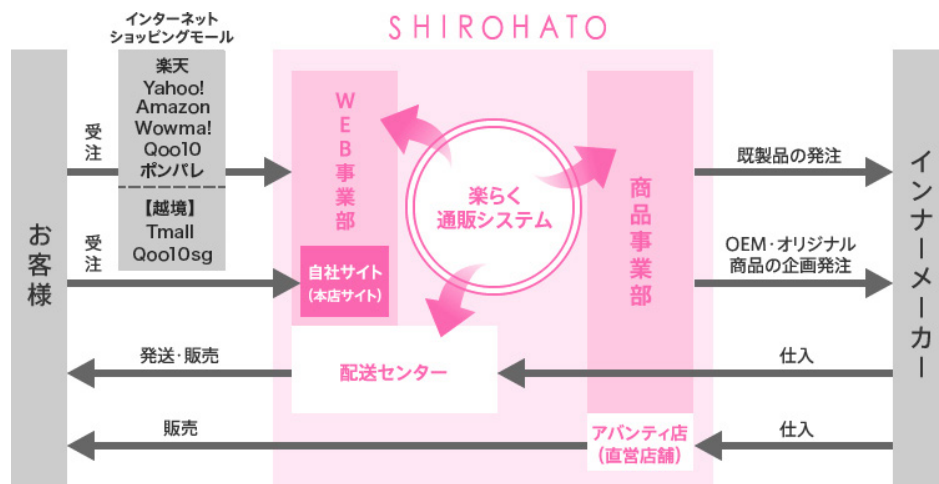 インターネット
ショッピングモール
SHIROHATO
楽天
Yahoo!
Amazon
Wowma!
Qoo10
ポンパレ
【越境】
Tmall
Qoo10sg
お客様
受注
受注
WEB事業部
自社サイト
(本店サイト)
楽らく
通販システム
商品事業部
既製品の発注
OEM・オリジナル
商品の企画発注
インナーメーカー
発送・販売
配送センター
仕入
販売
アバンティ店
(直営店舗)
仕入